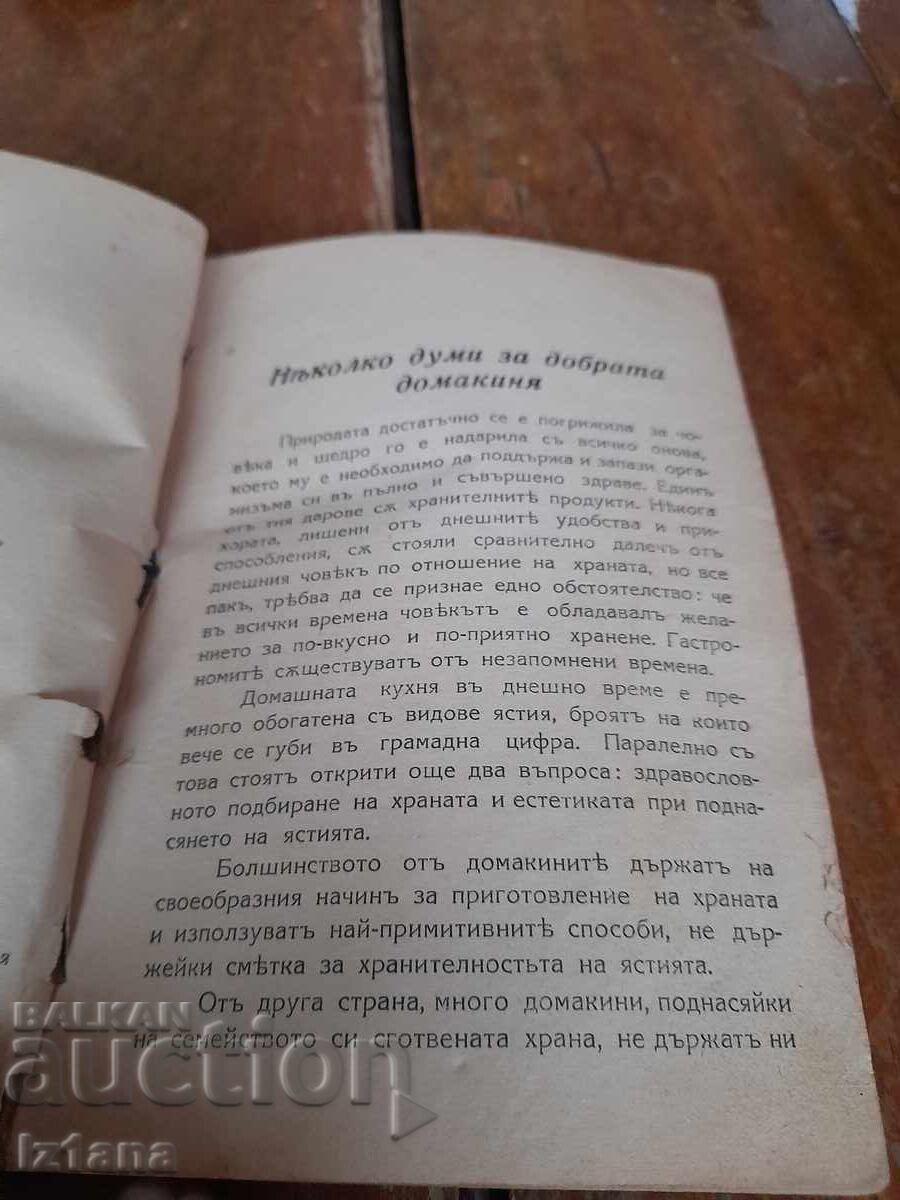 Нѣколко думи за добрата
домакиня
Природата достатъчно се е погрижила за чо-
вѣка и щедро го е надарила съ всичко онова,
което му е необходимо да поддържа и запази орга-
низъма си въ пълно и съвършено здраве. Единъ
отъ тия дарове сѫ хранителнитѣ продукти. Нѣкога
хората, лишени отъ днешнитѣ удобства и при-
способления, сѫ стояли сравнително далечъ отъ
днешния човѣкъ по отношение на храната, но все
пакъ, трѣбва да се признае едно обстоятелство: че
въ всички времена човѣкътъ е обладавалъ жела-
нието за по-вкусно и по-приятно хранене. Гастро-
номитѣ сѫществуватъ отъ незапомнени времена.
Домашната кухня въ днешно време е пре-
много обогатена съ видове ястия, броятъ на които
вече се губи въ грамадна цифра. Паралелно съ
това стоятъ открити още два въпроса: здравослов-
ното подбиране на храната и естетиката при подна-
сянето на ястията.
Болшинството отъ домакинитѣ държатъ на
своеобразния начинъ за приготовление на храната
и използуватъ най-примитивнитѣ способи, не дър-
жейки смѣтка за хранителностьта на ястията.
Отъ друга страна, много домакини, поднасяйки
на семейството си сготвената храна, не държатъ ни
я
BALKAN
auction
Iz1ana